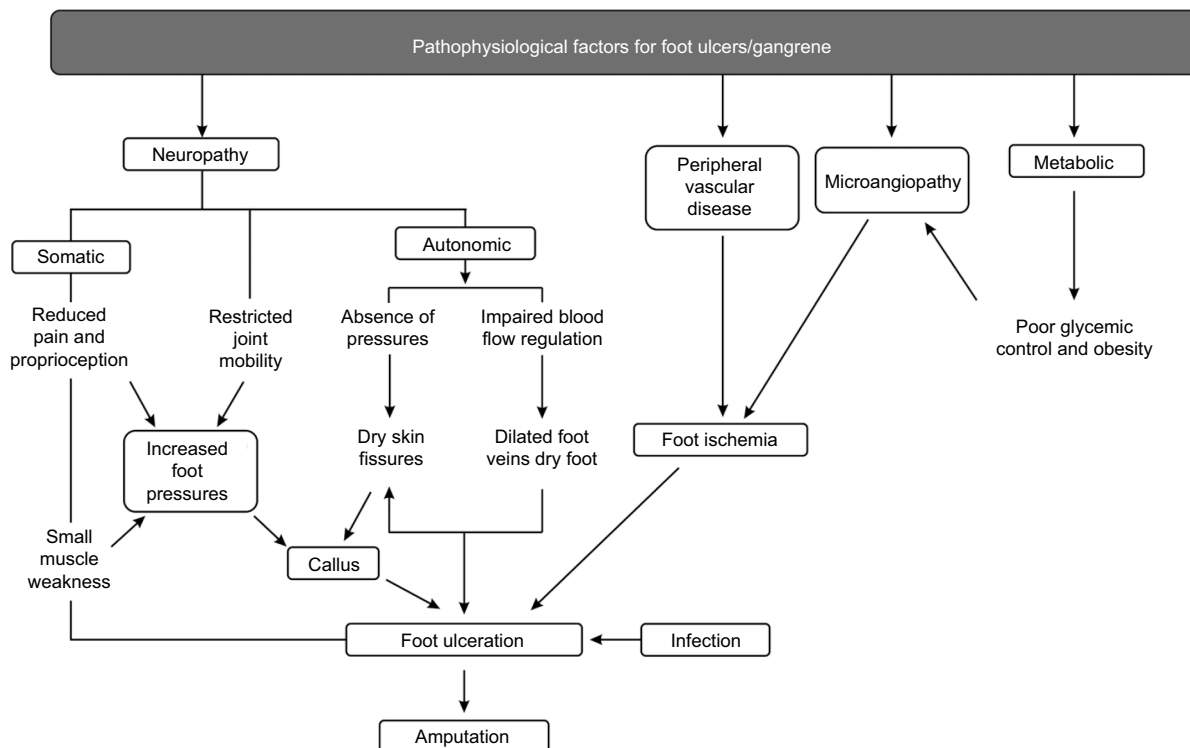 Pathophysiological factors for foot ulcers/gangrene
Neuropathy
Peripheral
vascular
disease
Microangiopathy
Metabolic
Somatic
Autonomic
Reduced
pain and
proprioception
Restricted
joint
mobility
Absence of
pressures
Impaired blood
flow regulation
Poor glycemic
control and obesity
Increased
foot
pressures
Dry skin
fissures
Dilated foot
veins dry foot
Foot ischemia
Small
muscle
weakness
Callus
Foot ulceration
Infection
Amputation